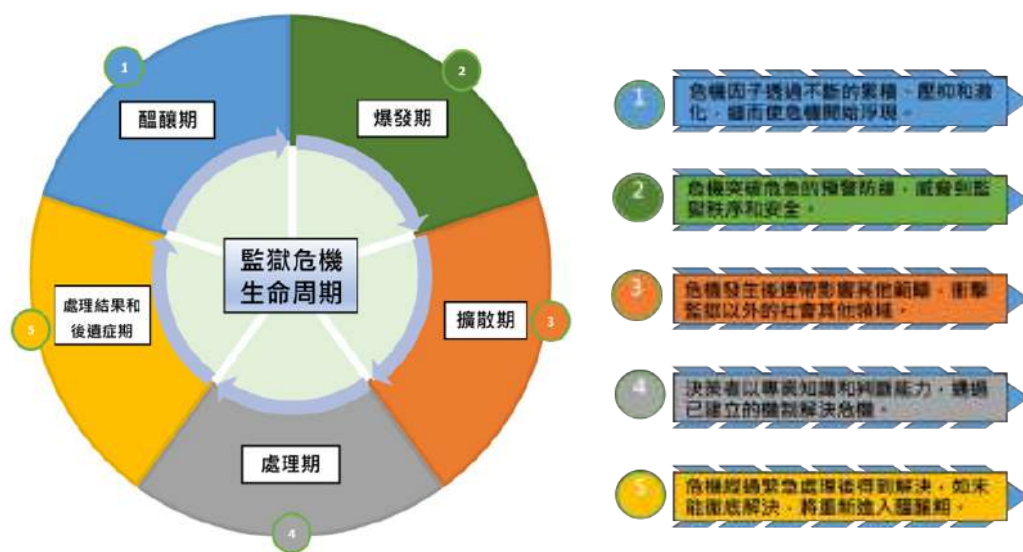 1
醞釀期
2
爆發期
監獄危機
生命周期
處理結果和
後遺症期
5
擴散期
3
處理期
4
1
危機因子透過不斷的累積、壓抑和激
化，繼而使危機開始浮現。
2
危機突破危急的預警防線，威脅到監
獄秩序和安全。
3
危機發生後連帶影響其他範疇，衝擊
監獄以外的社會其他領域。
4
決策者以專業知識和判斷能力，通過
已建立的機制解決危機。
5
危機經過緊急處理後得到解決，如未
能徹底解決，將重新進入醞釀期。